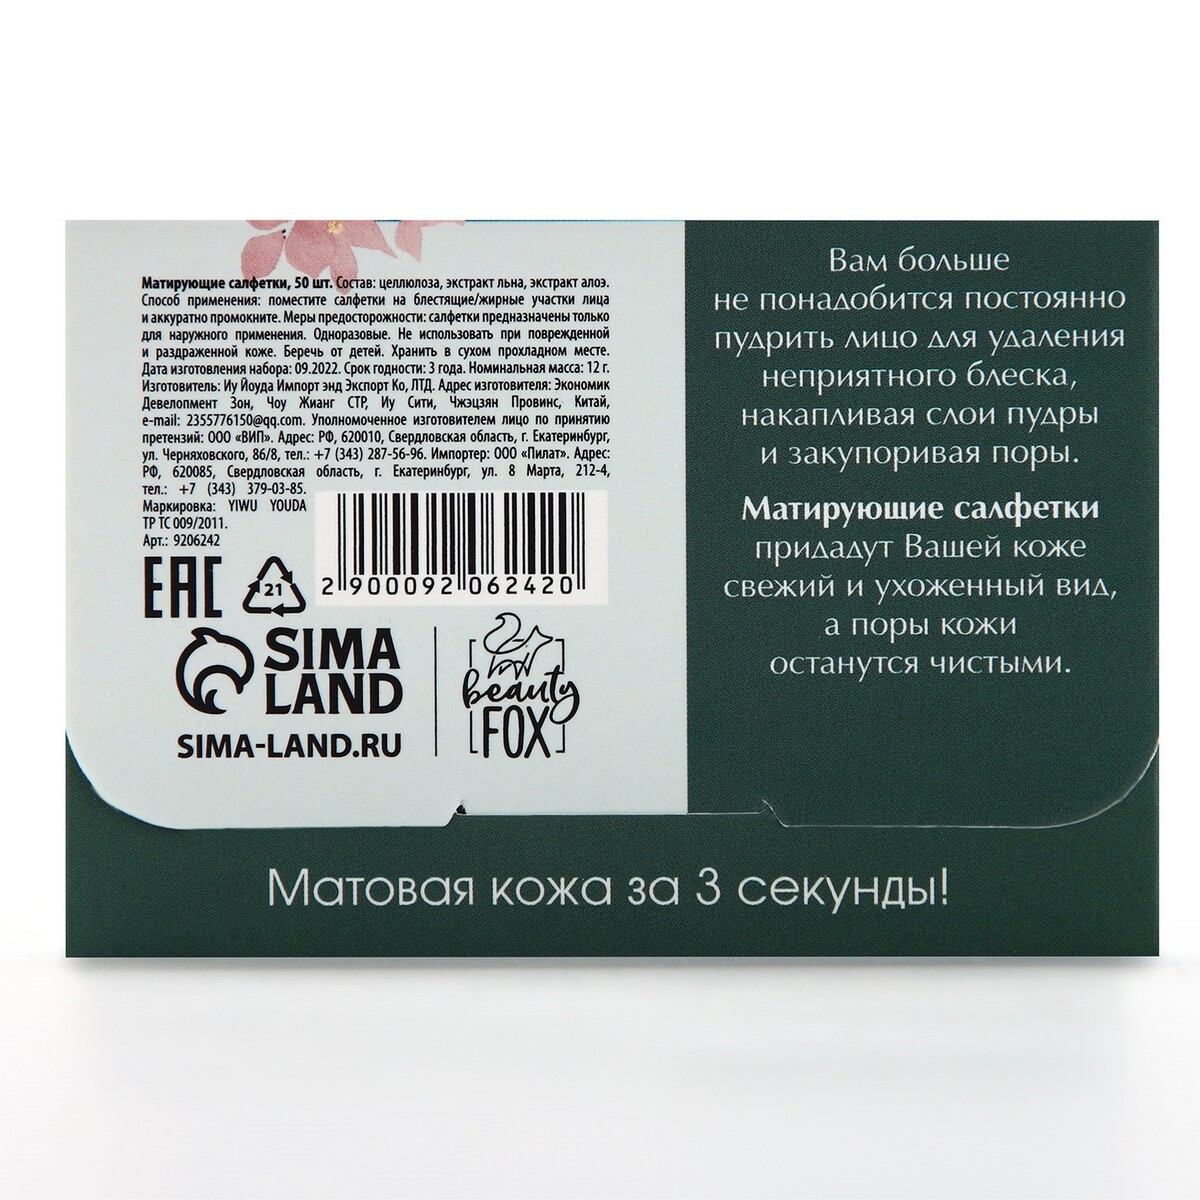 Матирующие салфетки, 50 шт. Состав: целлюлоза, экстракт льна, экстракт алоэ.
Способ применения: поместите салфетки на блестящие/жирные участки лица
и аккуратно промокните. Меры предосторожности: салфетки предназначены только
для наружного применения. Одноразовые. Не использовать при поврежденной
и раздраженной коже. Беречь от детей. Хранить в сухом прохладном месте.
Дата изготовления набора: 09.2022. Срок годности: 3 года. Номинальная масса: 12 г.
Изготовитель: Иу Йоуда Импорт энд Экспорт Ко, ЛТД. Адрес изготовителя: Экономик
Девелопмент Зон, Чоу Жианг СТР, Иу Сити, Чжэцзян Провинс, Китай,
e-mail: 2355776150@qq.com. Уполномоченное изготовителем лицо по принятию
претензий: ООО «ВИП». Адрес: РФ, 620010, Свердловская область, г. Екатеринбург,
ул. Черняховского, 86/8, тел.: +7 (343) 287-56-96. Импортер: ООО «Пилат». Адрес:
РФ, 620085, Свердловская область, г. Екатеринбург, ул. 8 Марта, 212-4,
тел.: +7 (343) 379-03-85.
Маркировка: YIWU YOUDA
ТР ТС 009/2011.
Арт.: 9206242
EAC
21
2 900092 062420
SIMA
LAND
SIMA-LAND.RU
beauty
FOX
Вам больше
не понадобится постоянно
пудрить лицо для удаления
неприятного блеска,
накапливая слои пудры
и закупоривая поры.
Матирующие салфетки
придадут Вашей коже
свежий и ухоженный вид,
а поры кожи
останутся чистыми.
Матовая кожа за 3 секунды!